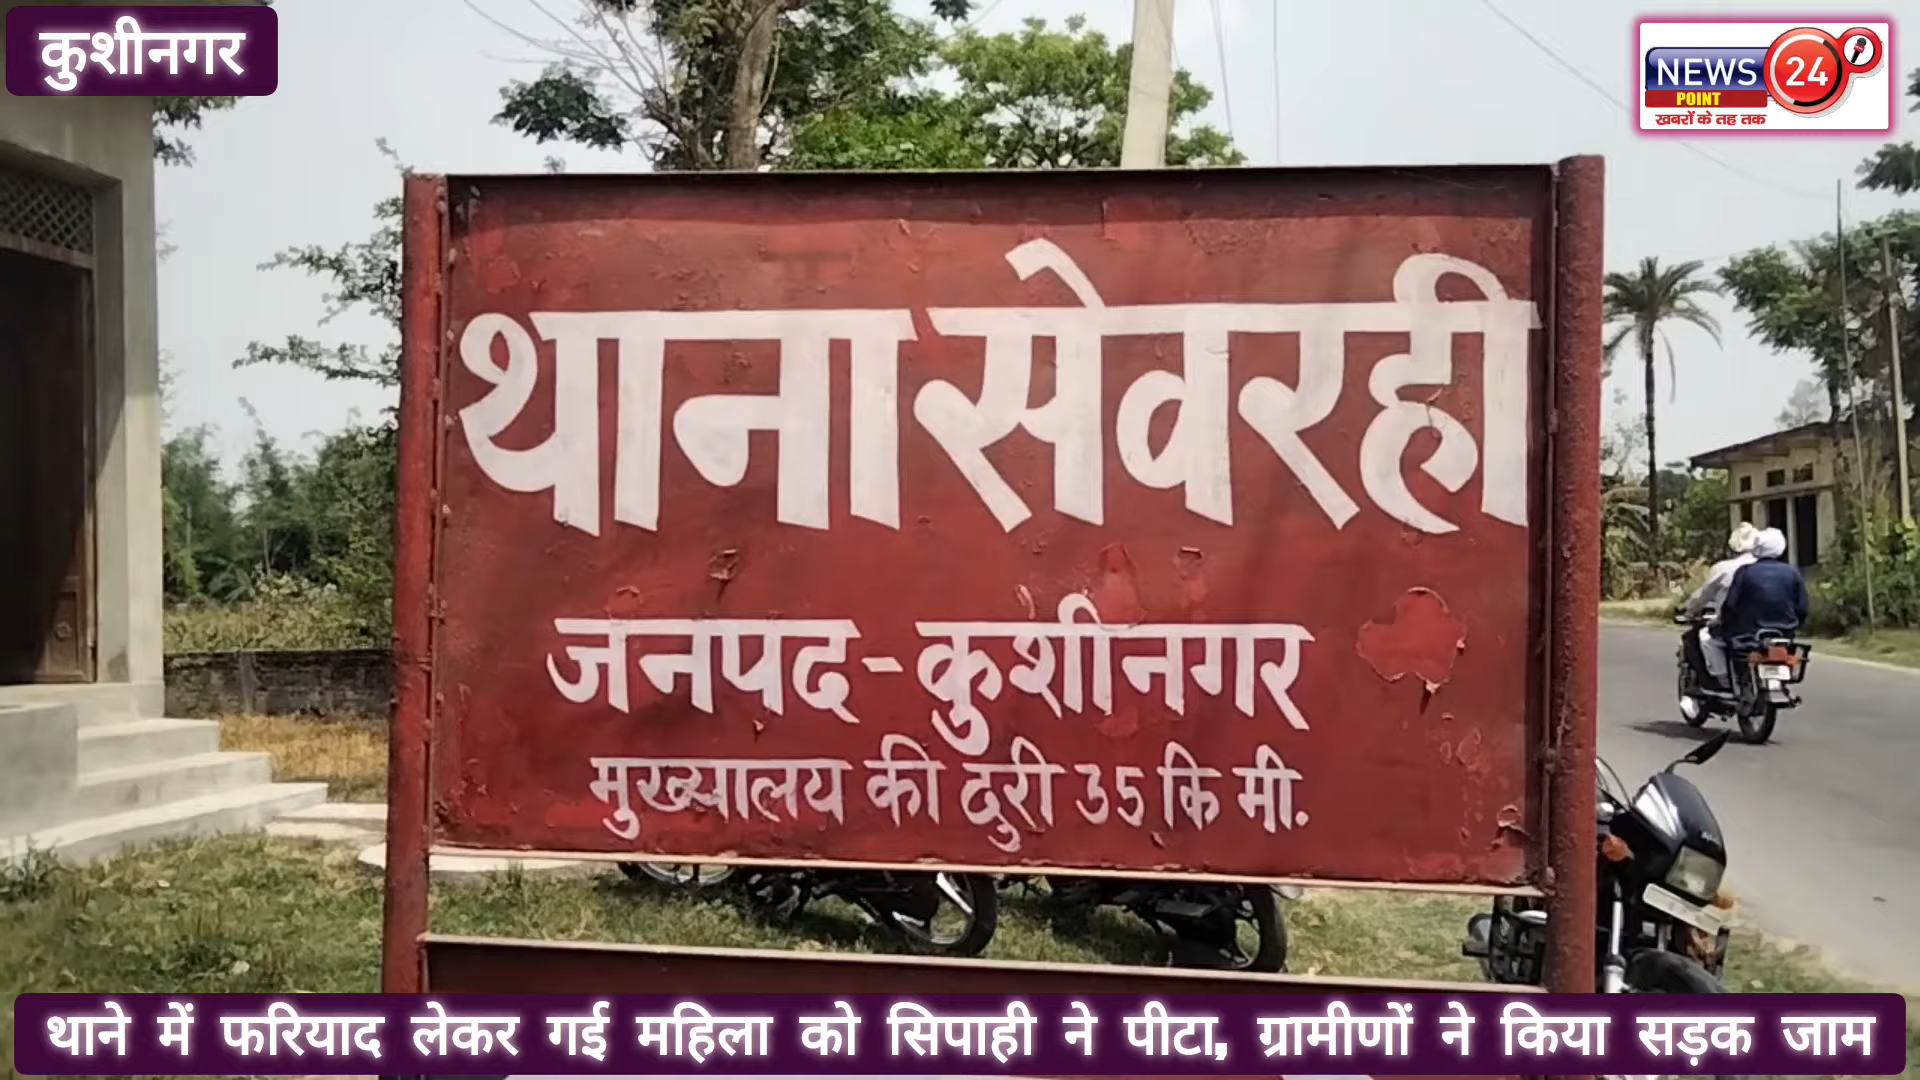 कुशीनगर
NEWS 24
POINT
खबरों के तह तक
थाना सेवरही
जनपद-कुशीनगर
मुख्यालय की दुरी 35 कि मी.
थाने में फरियाद लेकर गई महिला को सिपाही ने पीटा, ग्रामीणों ने किया सड़क जाम